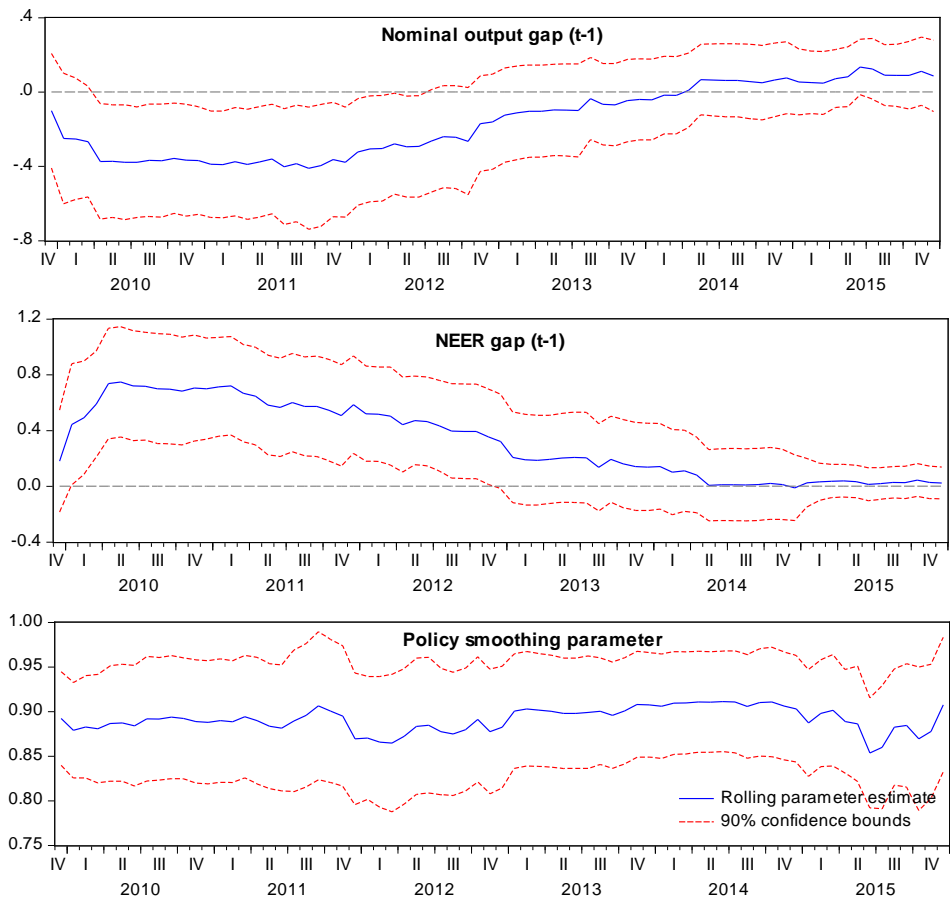 Nominal output gap (t-1)
.4
.0
-.4
-.8
IV I II III IV I II III IV I II III IV I II III IV I II III IV I II III IV
2010 2011 2012 2013 2014 2015
NEER gap (t-1)
1.2
0.8
0.4
0.0
-0.4
IV I II III IV I II III IV I II III IV I II III IV I II III IV I II III IV
2010 2011 2012 2013 2014 2015
Policy smoothing parameter
1.00
0.95
0.90
0.85
0.80
0.75
Rolling parameter estimate
90% confidence bounds
IV I II III IV I II III IV I II III IV I II III IV I II III IV I II III IV
2010 2011 2012 2013 2014 2015